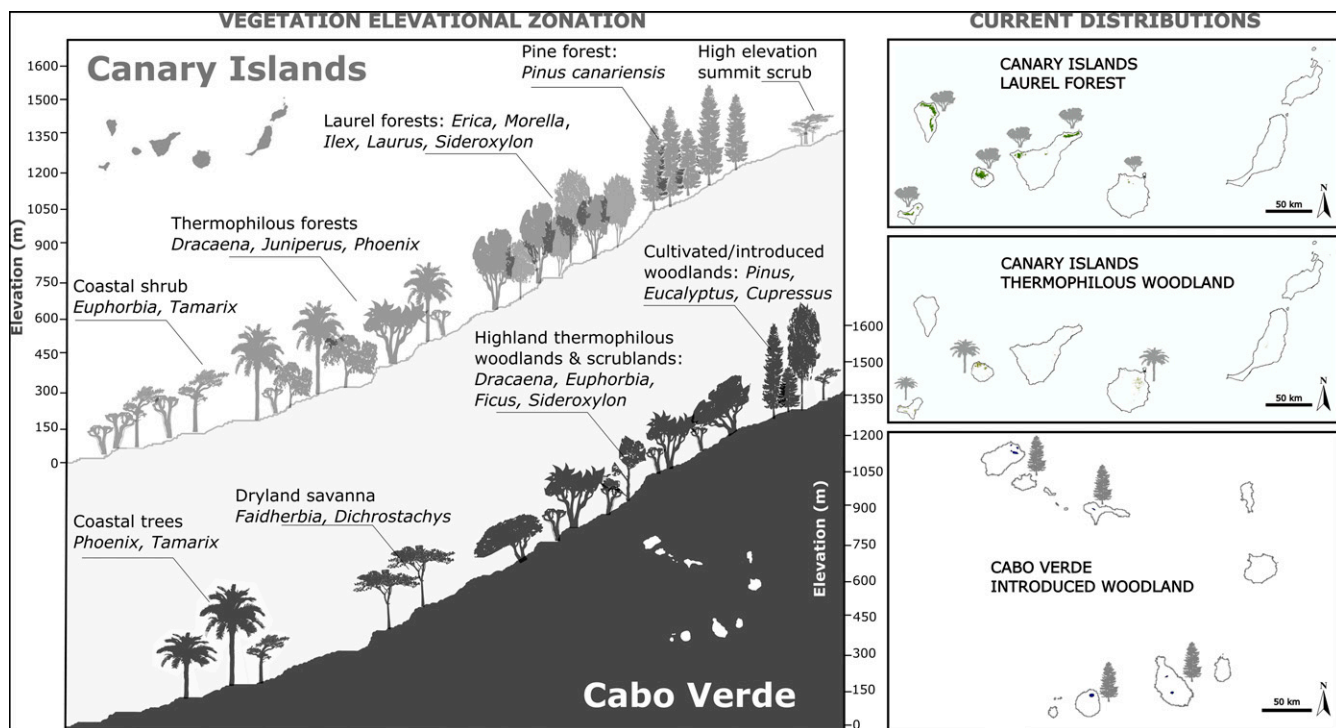 VEGETATION ELEVATIONAL ZONATION
CURRENT DISTRIBUTIONS
Canary Islands
Elevation (m)
1600
1500
1350
1200
1050
900
750
600
450
300
150
0
Pine forest:
Pinus canariensis
High elevation
summit scrub
Laurel forests: Erica, Morella,
Ilex, Laurus, Sideroxylon
Thermophilous forests
Dracaena, Juniperus, Phoenix
Coastal shrub
Euphorbia, Tamarix
Cultivated/introduced
woodlands: Pinus,
Eucalyptus, Cupressus
Highland thermophilous
woodlands & scrublands:
Dracaena, Euphorbia,
Ficus, Sideroxylon
Dryland savanna
Faidherbia, Dichrostachys
Coastal trees
Phoenix, Tamarix
Cabo Verde
Elevation (m)
1600
1500
1350
1200
1050
900
750
600
450
300
150
0
CANARY ISLANDS
LAUREL FOREST
50 km
N
CANARY ISLANDS
THERMOPHILOUS WOODLAND
50 km
N
CABO VERDE
INTRODUCED WOODLAND
50 km
N